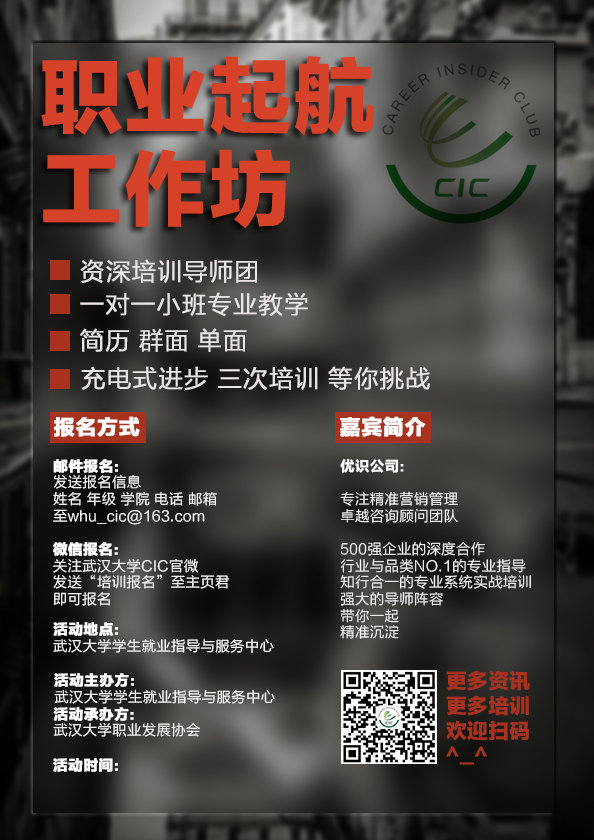 职业起航
工作坊
CAREER INSIDER CLUB
CIC
资深培训导师团
一对一小班专业教学
简历 群面 单面
充电式进步 三次培训 等你挑战
报名方式
邮件报名:
发送报名信息
姓名 年级 学院 电话 邮箱
至whu_cic@163.com
微信报名:
关注武汉大学CIC官微
发送“培训报名”至主页君
即可报名
活动地点:
武汉大学学生就业指导与服务中心
活动主办方:
武汉大学学生就业指导与服务中心
活动承办方:
武汉大学职业发展协会
活动时间:
嘉宾简介
优识公司:
专注精准营销管理
卓越咨询顾问团队
500强企业的深度合作
行业与品类NO.1的专业指导
知行合一的专业系统实战培训
强大的导师阵容
带你一起
精准沉淀
更多资讯
更多培训
欢迎扫码
^_^